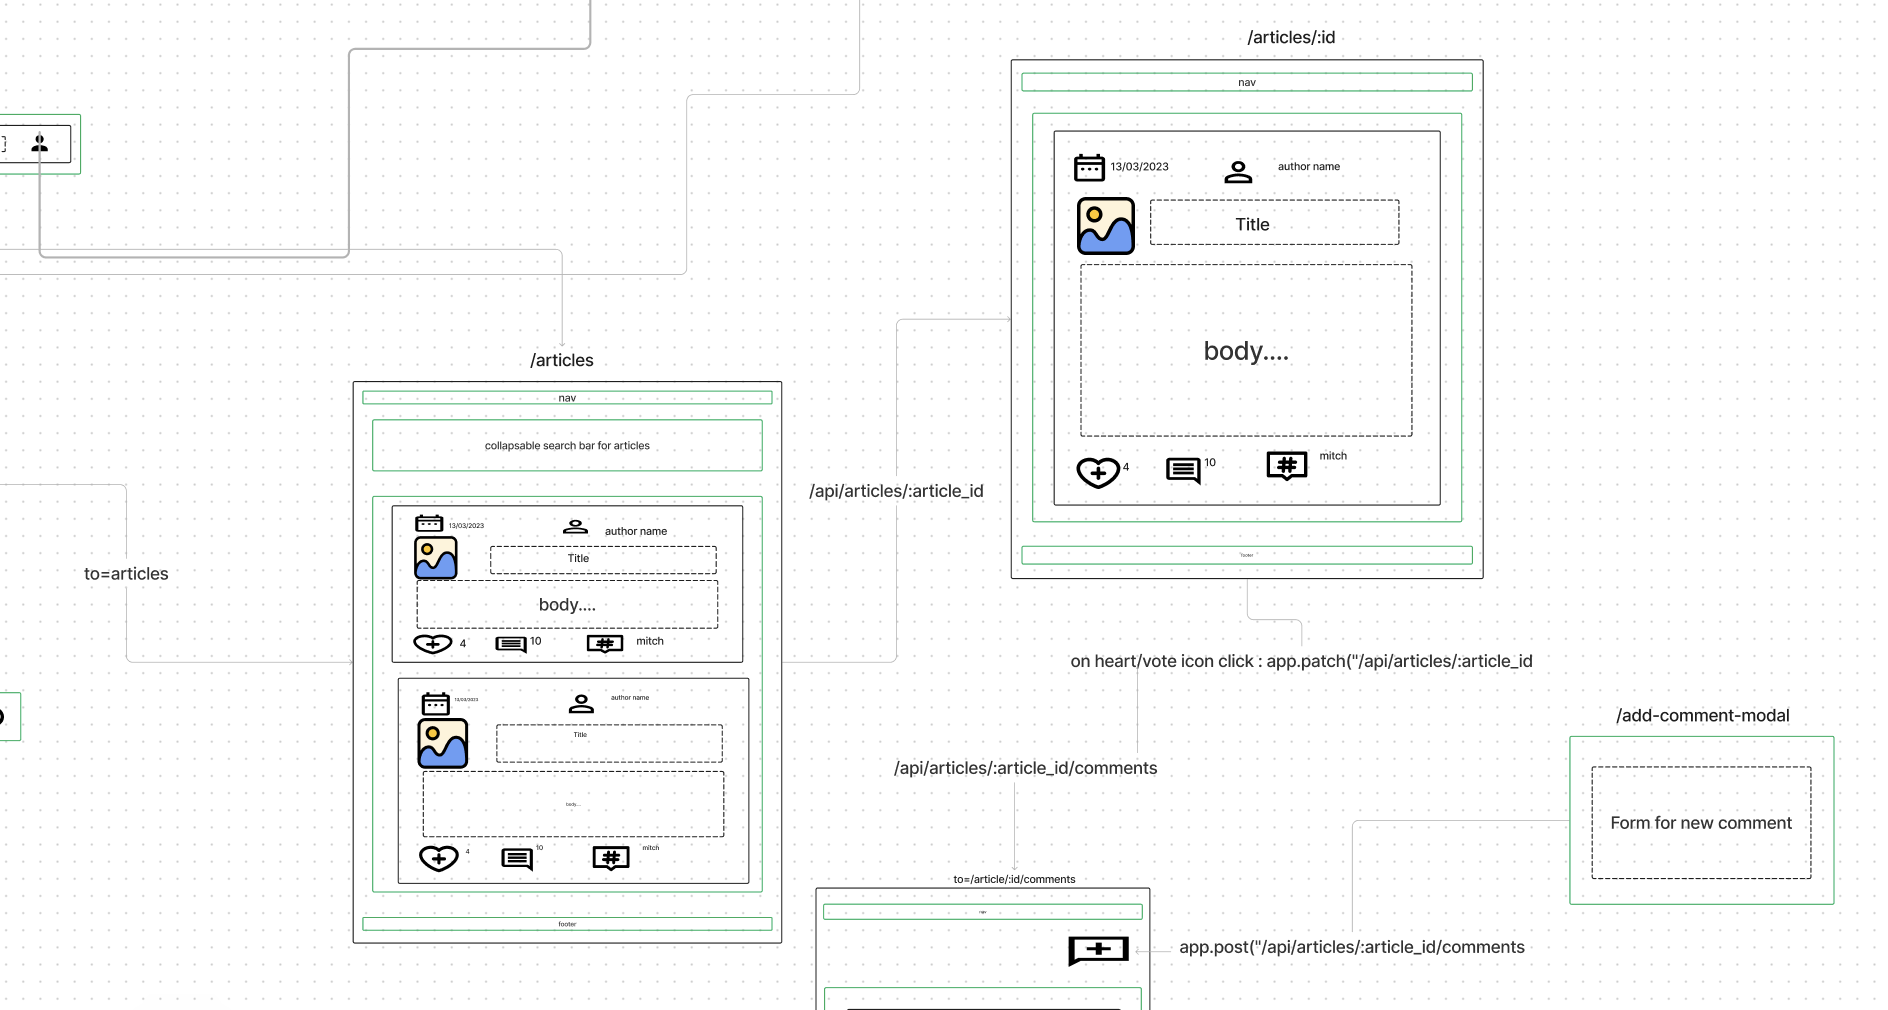 /articles/:id
nav
13/03/2023
author name
Title
body....
4
10
mitch
footer
/articles
nav
collapsable search bar for articles
13/03/2023
author name
Title
body....
4
10
mitch
13/03/2023
author name
Title
body....
4
10
mitch
footer
to=articles
/api/articles/:article_id
on heart/vote icon click : app.patch("/api/articles/:article_id
/api/articles/:article_id/comments
to=/article/:id/comments
nav
/add-comment-modal
Form for new comment
app.post("/api/articles/:article_id/comments